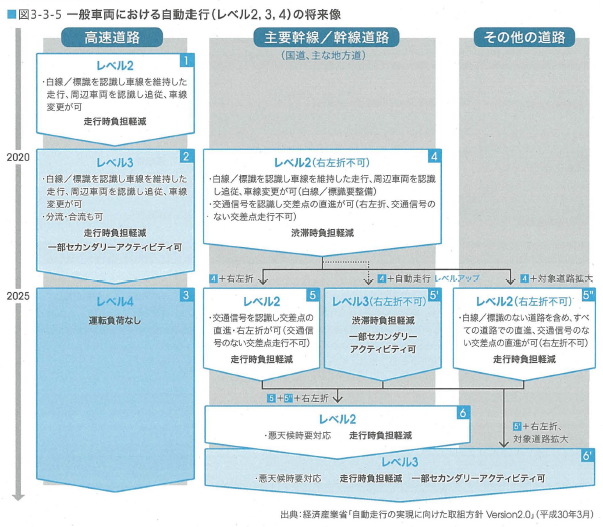 ■図3-3-5 一般車両における自動走行(レベル2, 3, 4)の将来像
高速道路
主要幹線／幹線道路
(国道、主な地方道)
その他の道路
レベル2
1
・白線／標識を認識し車線を維持した
走行、周辺車両を認識し追従、車線
変更が可
走行時負担軽減
2020
レベル3
2
・白線／標識を認識し車線を維持した
走行、周辺車両を認識し追従、車線
変更が可
・分流・合流も可
走行時負担軽減
一部セカンダリーアクティビティ可
レベル2(右左折不可)
4
・白線／標識を認識し車線を維持した走行、周辺車両を認識
し追従、車線変更が可(白線／標識要整備)
・交通信号を認識し交差点の直進が可(右左折、交通信号の
ない交差点走行不可)
渋滞時負担軽減
4+右左折
4+自動走行 レベルアップ
4+対象道路拡大
2025
レベル4
3
運転負荷なし
レベル2
5
・交通信号を認識し交差点の
直進・右左折が可(交通信
号のない交差点走行不可)
走行時負担軽減
レベル3(右左折不可)
5'
渋滞時負担軽減
一部セカンダリー
アクティビティ可
レベル2(右左折不可)
5"
・白線／標識のない道路を含め、すべ
ての道路での直進、交通信号のな
い交差点の直進が可(右左折不可)
走行時負担軽減
5+5"+右左折
レベル2
6
・悪天候時要対応 走行時負担軽減
5'+右左折、
対象道路拡大
レベル3
6'
・悪天候時要対応 走行時負担軽減 一部セカンダリーアクティビティ可
出典：経済産業省「自動走行の実現に向けた取組方針 Version2.0」(平成30年3月)